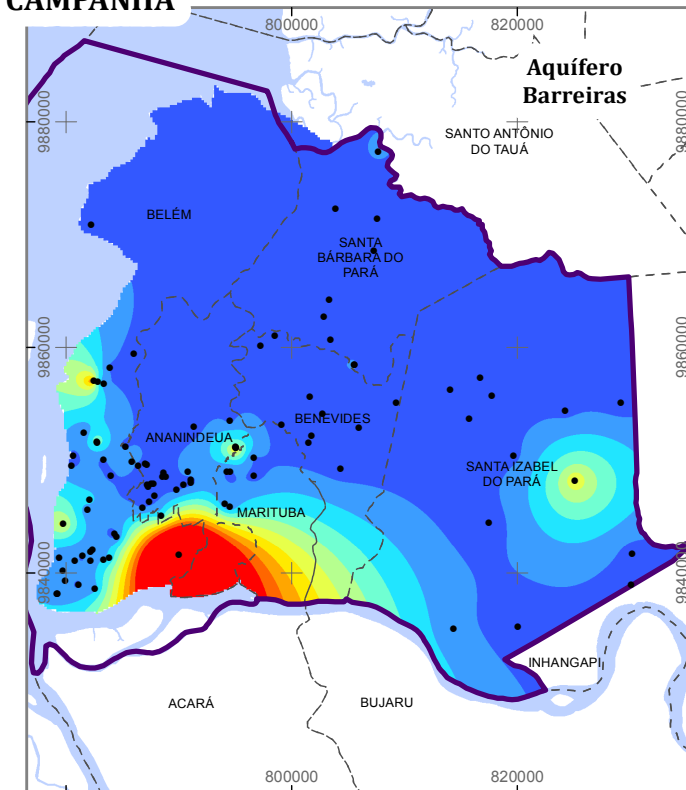 CAMPANHA
800000
820000
Aquífero
Barreiras
9880000
9880000
SANTO ANTÔNIO
DO TAUÁ
BELÉM
SANTA
BÁRBARA DO
PARÁ
9860000
9860000
BENEVIDES
ANANINDEUA
SANTA IZABEL
DO PARÁ
MARITUBA
9840000
9840000
INHANGAPI
ACARÁ
BUJARU
800000
820000